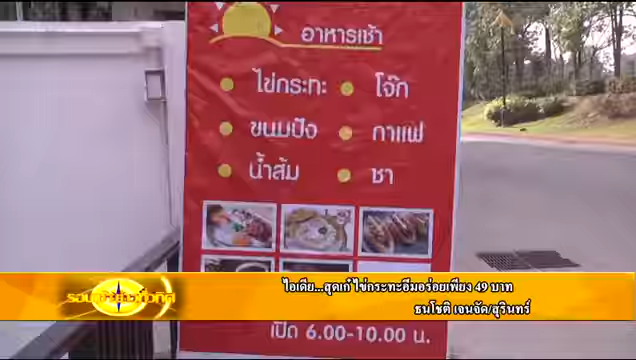 อาหารเช้า
ไข่กระทะ โจ๊ก
ขนมปัง กาแฟ
น้ำส้ม ชา
ไอเดีย...สุดเก๋ ไข่กระทะอิ่มอร่อยเพียง 49 บาท
ธนโชติ เจนจัด/สุรินทร์
เปิด 6.00-10.00 น.